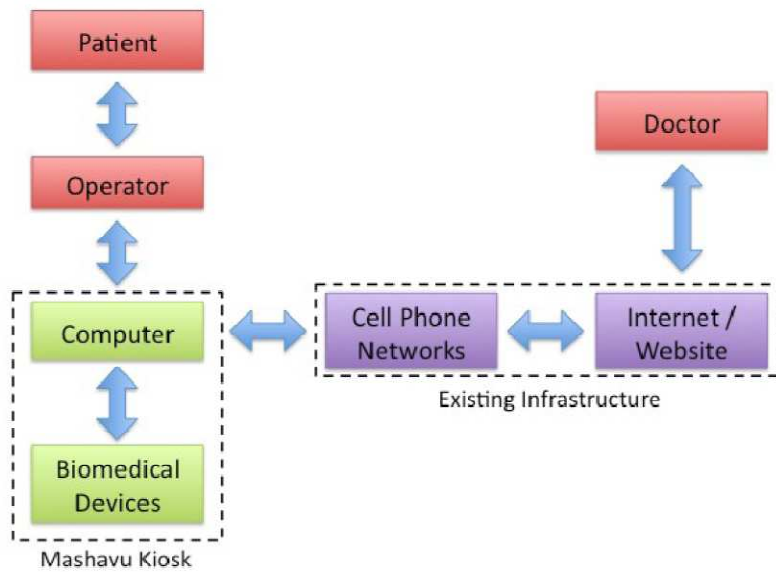 Patient
Doctor
Operator
Computer
Cell Phone
Networks
Internet /
Website
Existing Infrastructure
Biomedical
Devices
Mashavu Kiosk